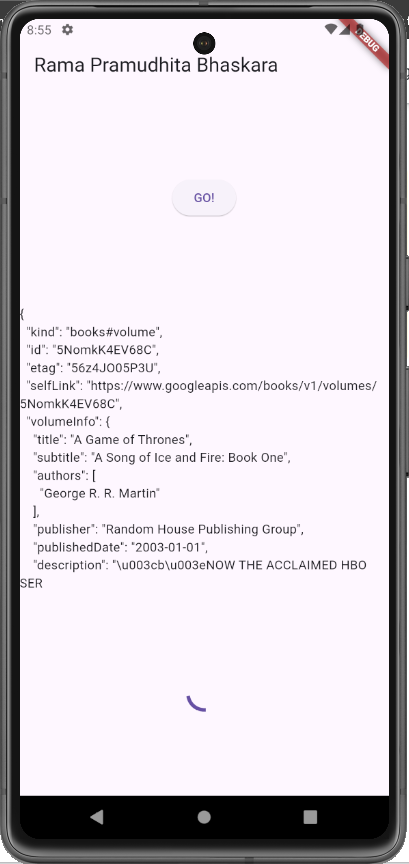 8:55
DEBUG
Rama Pramudhita Bhaskara
GO!
{
"kind": "books#volume",
"id": "5NomkK4EV68C",
"etag": "56z4JO05P3U",
"selfLink": "https://www.googleapis.com/books/v1/volumes/
5NomkK4EV68C",
"volumeInfo": {
"title": "A Game of Thrones",
"subtitle": "A Song of Ice and Fire: Book One",
"authors": [
"George R. R. Martin"
],
"publisher": "Random House Publishing Group",
"publishedDate": "2003-01-01",
"description": "\u003cb\u003eNOW THE ACCLAIMED HBO
SER